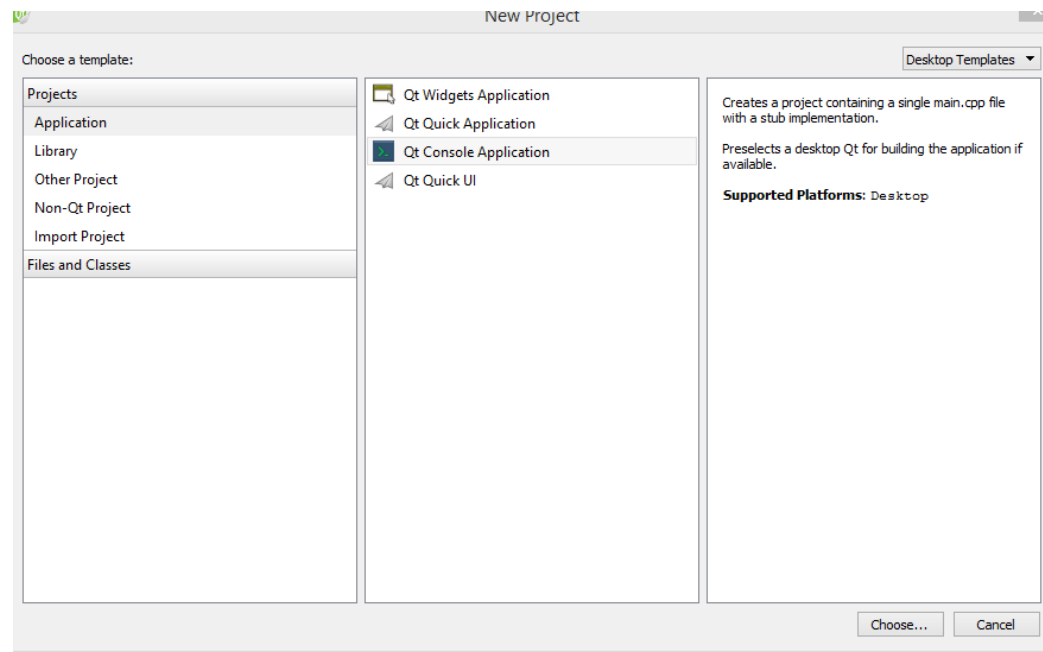 New Project
Choose a template:
Desktop Templates
Projects
Application
Library
Other Project
Non-Qt Project
Import Project
Files and Classes
Qt Widgets Application
Qt Quick Application
Qt Console Application
Qt Quick UI
Creates a project containing a single main.cpp file
with a stub implementation.
Preselects a desktop Qt for building the application if
available.
Supported Platforms: Desktop
Choose...
Cancel